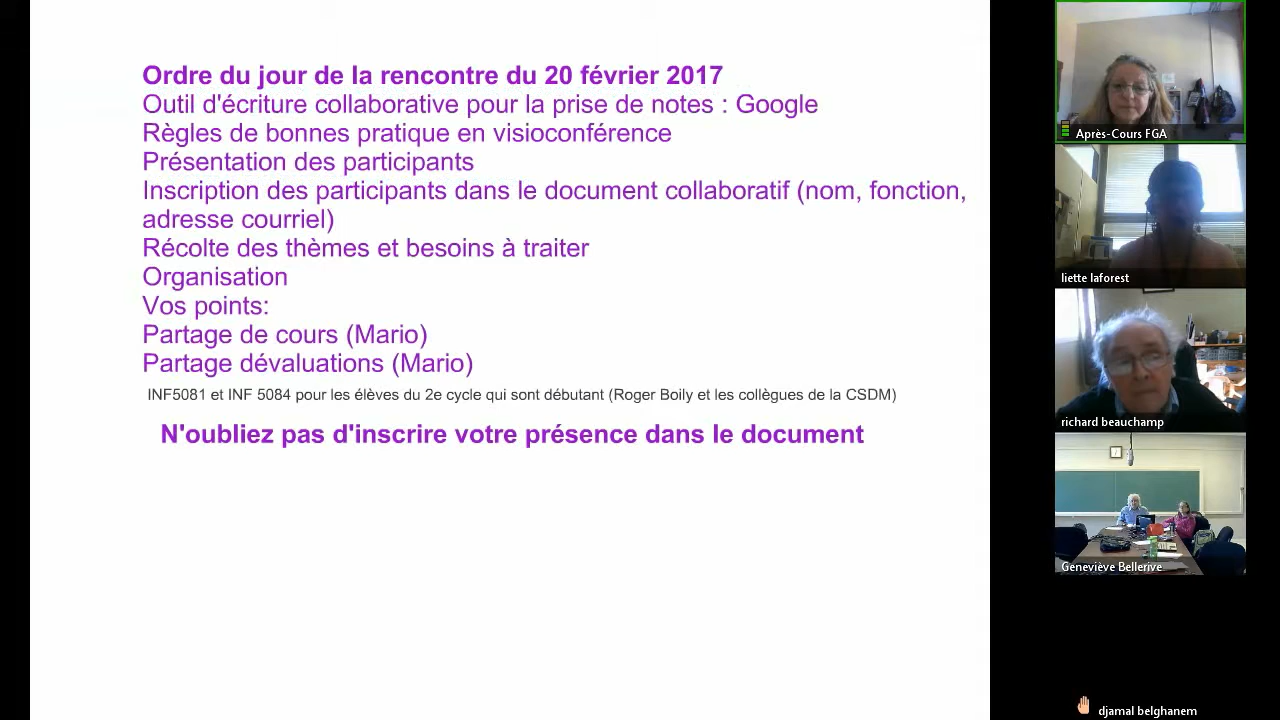 Ordre du jour de la rencontre du 20 février 2017
Outil d'écriture collaborative pour la prise de notes : Google
Règles de bonnes pratique en visioconférence
Présentation des participants
Inscription des participants dans le document collaboratif (nom, fonction,
adresse courriel)
Récolte des thèmes et besoins à traiter
Organisation
Vos points:
Partage de cours (Mario)
Partage dévaluations (Mario)
INF5081 et INF 5084 pour les élèves du 2e cycle qui sont débutant (Roger Boily et les collègues de la CSDM)
N'oubliez pas d'inscrire votre présence dans le document
Après-Cours FGA
liette laforest
richard beauchamp
Geneviève Bellerive
djamal belghanem